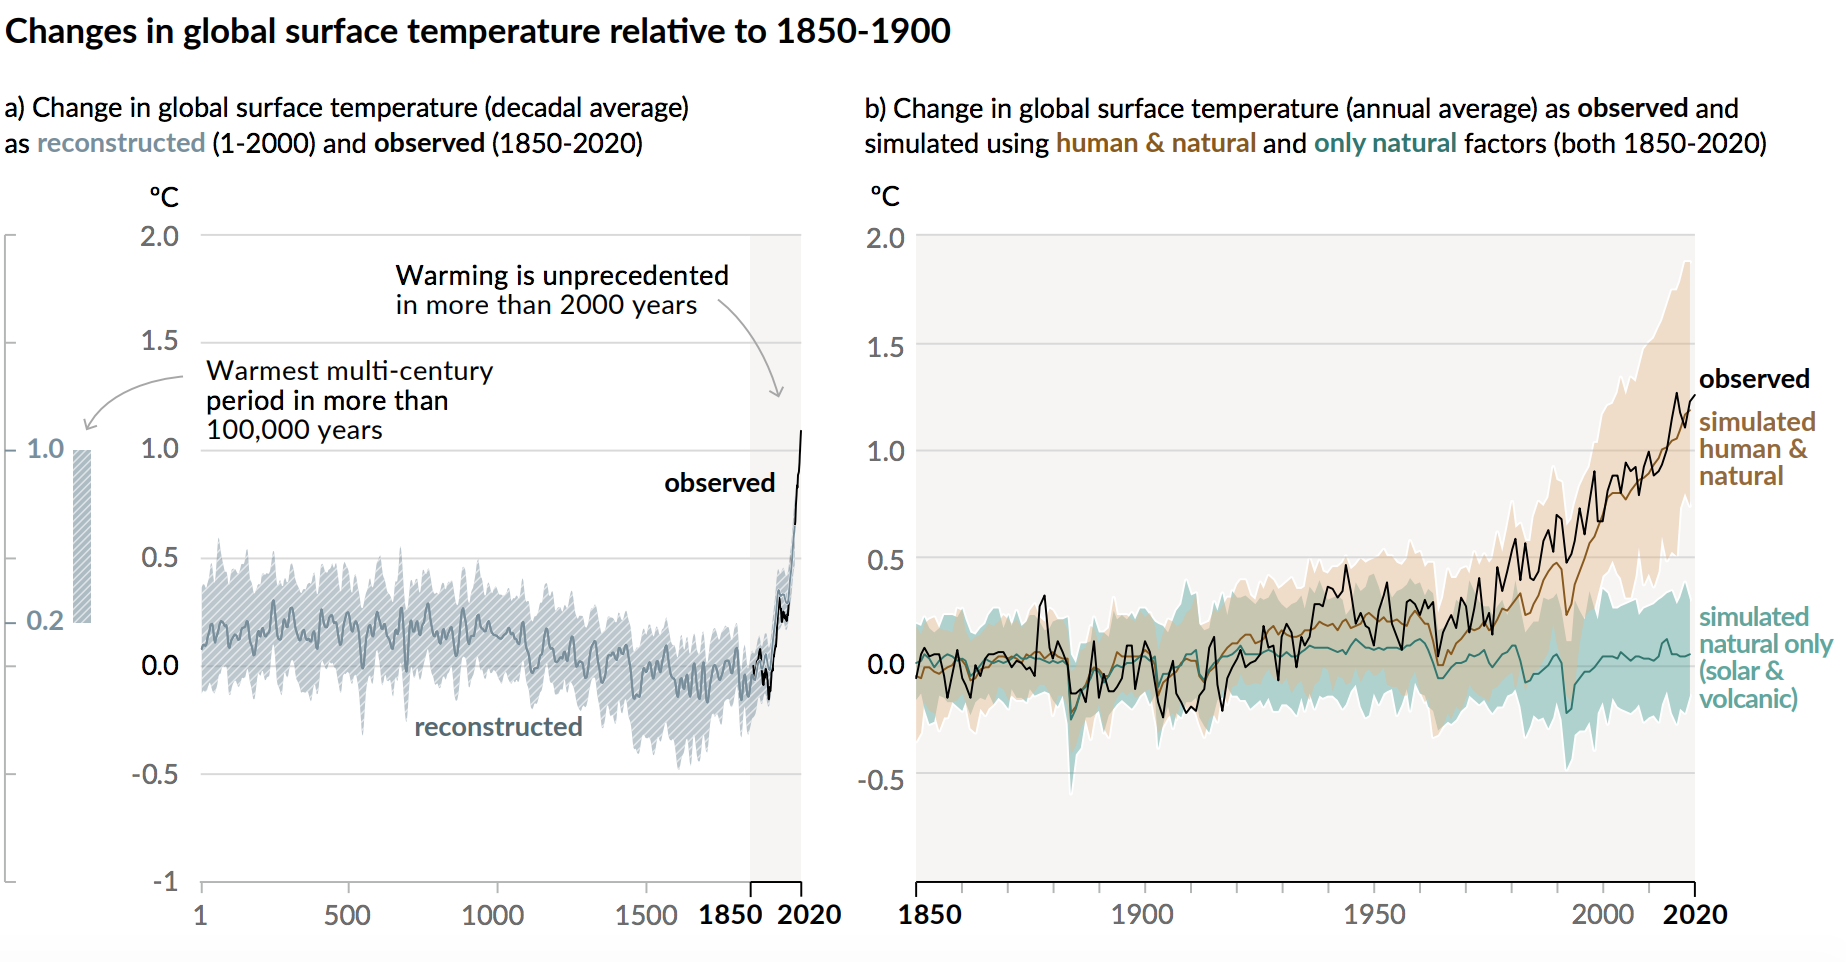 Changes in global surface temperature relative to 1850-1900
a) Change in global surface temperature (decadal average)
as reconstructed (1-2000) and observed (1850-2020)
ºC
2.0
1.5
1.0
0.5
0.0
-0.5
-1
1.0
0.2
Warming is unprecedented
in more than 2000 years
Warmest multi-century
period in more than
100,000 years
observed
reconstructed
1 500 1000 1500 1850 2020
b) Change in global surface temperature (annual average) as observed and
simulated using human & natural and only natural factors (both 1850-2020)
ºC
2.0
1.5
1.0
0.5
0.0
-0.5
observed
simulated
human &
natural
simulated
natural only
(solar &
volcanic)
1850 1900 1950 2000 2020